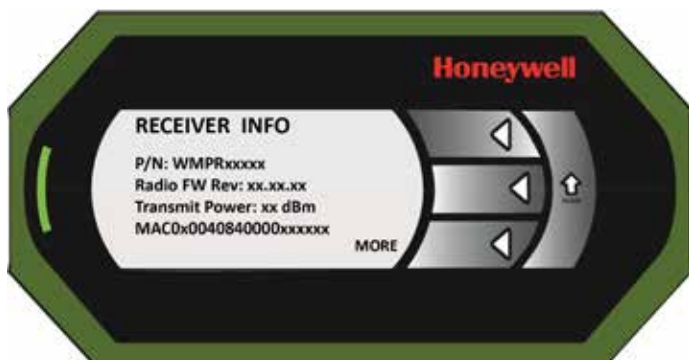 Honeywell
RECEIVER INFO
P/N: WMPRxxxxx
Radio FW Rev: xx.xx.xx
Transmit Power: xx dBm
MAC0x0040840000xxxxxx
MORE